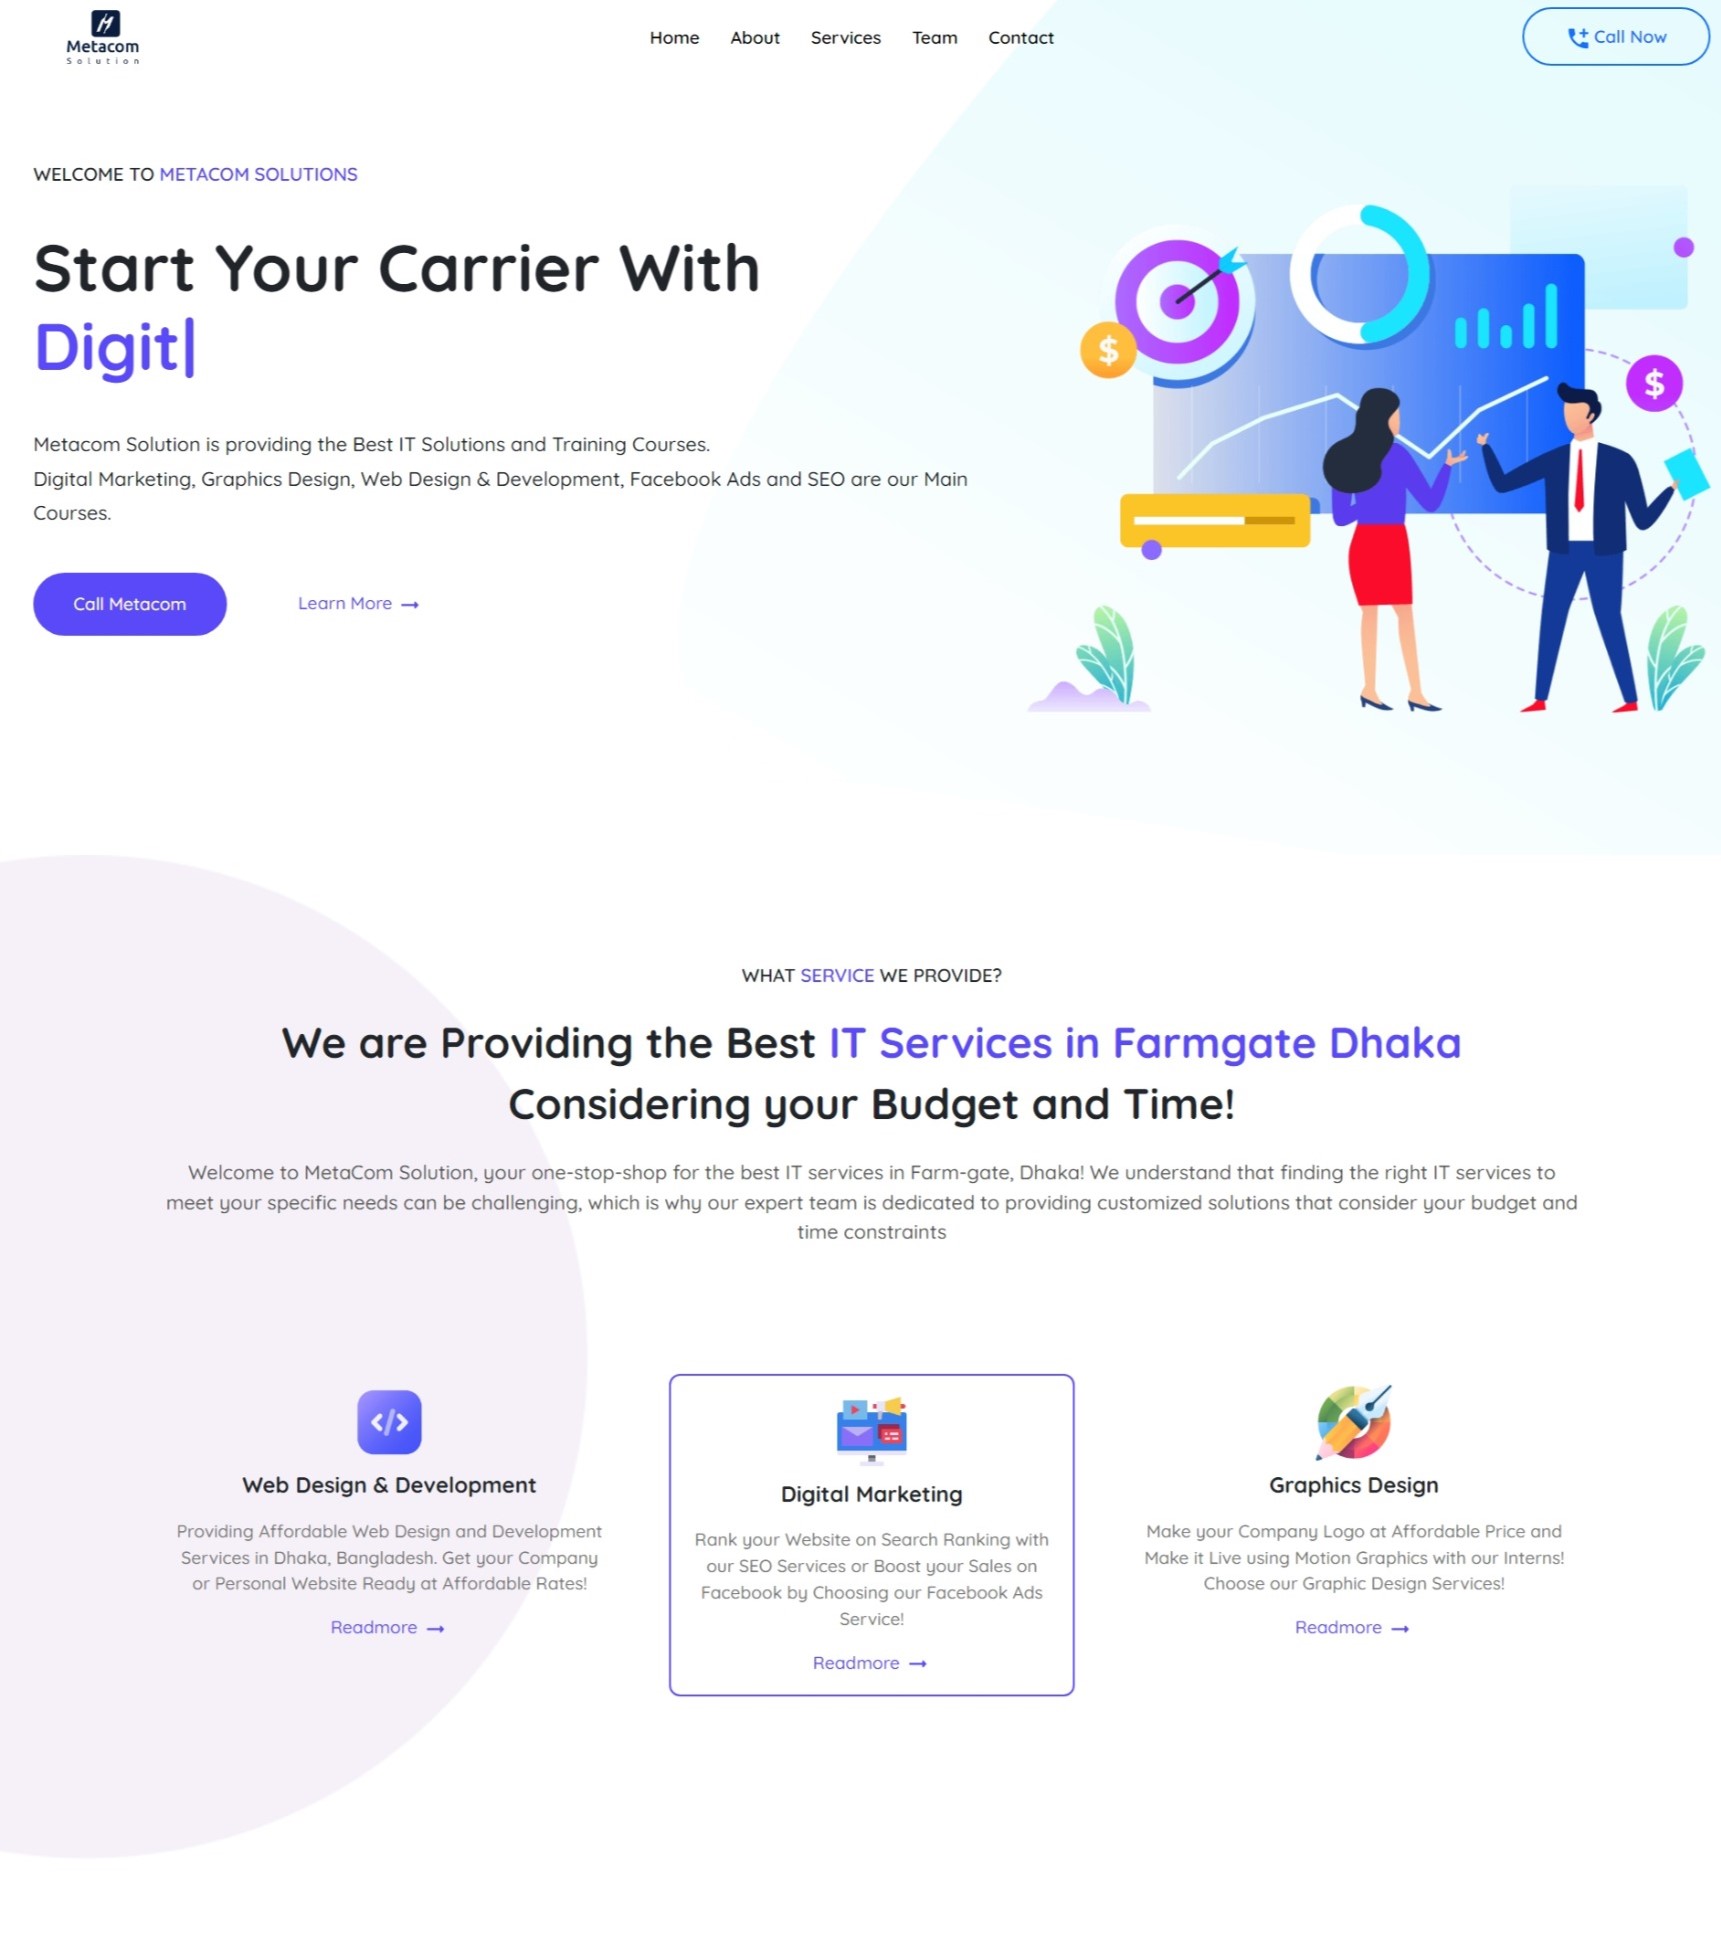 Metacom
Solution
Home About Services Team Contact
Call Now
WELCOME TO METACOM SOLUTIONS
Start Your Carrier With
Digit|
Metacom Solution is providing the Best IT Solutions and Training Courses.
Digital Marketing, Graphics Design, Web Design & Development, Facebook Ads and SEO are our Main
Courses.
Call Metacom
Learn More →
$
$
WHAT SERVICE WE PROVIDE?
We are Providing the Best IT Services in Farmgate Dhaka
Considering your Budget and Time!
Welcome to MetaCom Solution, your one-stop-shop for the best IT services in Farm-gate, Dhaka! We understand that finding the right IT services to
meet your specific needs can be challenging, which is why our expert team is dedicated to providing customized solutions that consider your budget and
time constraints
</>
Web Design & Development
Providing Affordable Web Design and Development
Services in Dhaka, Bangladesh. Get your Company
or Personal Website Ready at Affordable Rates!
Readmore →
Digital Marketing
Rank your Website on Search Ranking with
our SEO Services or Boost your Sales on
Facebook by Choosing our Facebook Ads
Service!
Readmore →
Graphics Design
Make your Company Logo at Affordable Price and
Make it Live using Motion Graphics with our Interns!
Choose our Graphic Design Services!
Readmore →